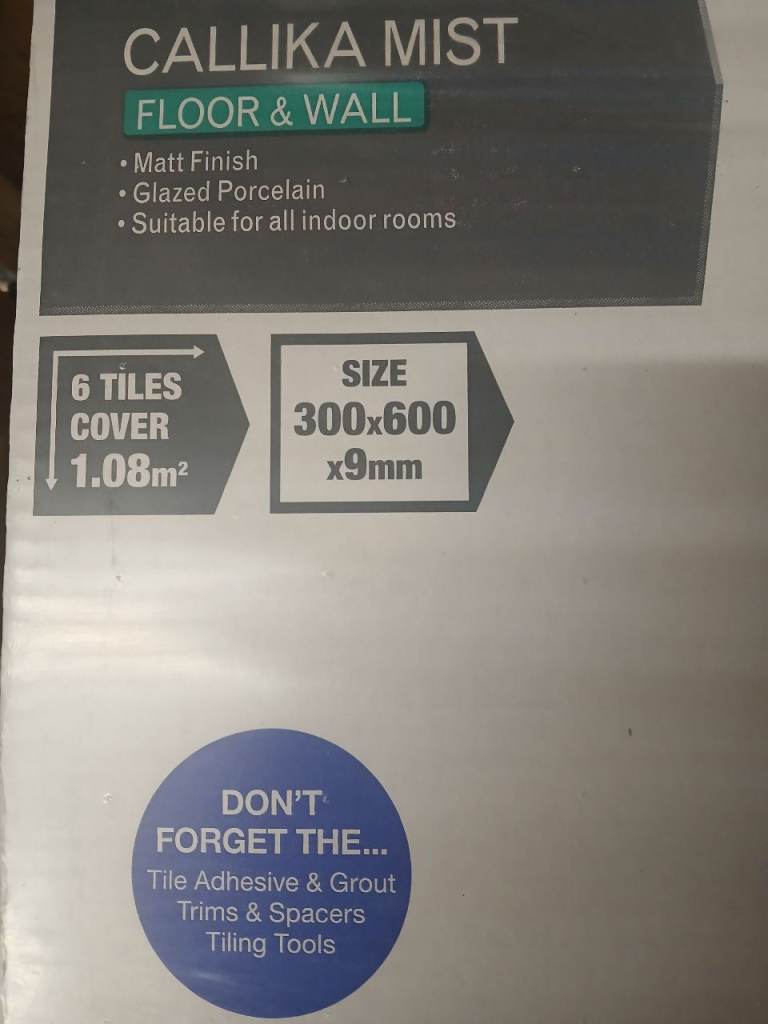 CALLIKA MIST
FLOOR & WALL
• Matt Finish
• Glazed Porcelain
• Suitable for all indoor rooms
6 TILES
COVER
1.08m²
SIZE
300x600
x9mm
DON'T
FORGET THE...
Tile Adhesive & Grout
Trims & Spacers
Tiling Tools